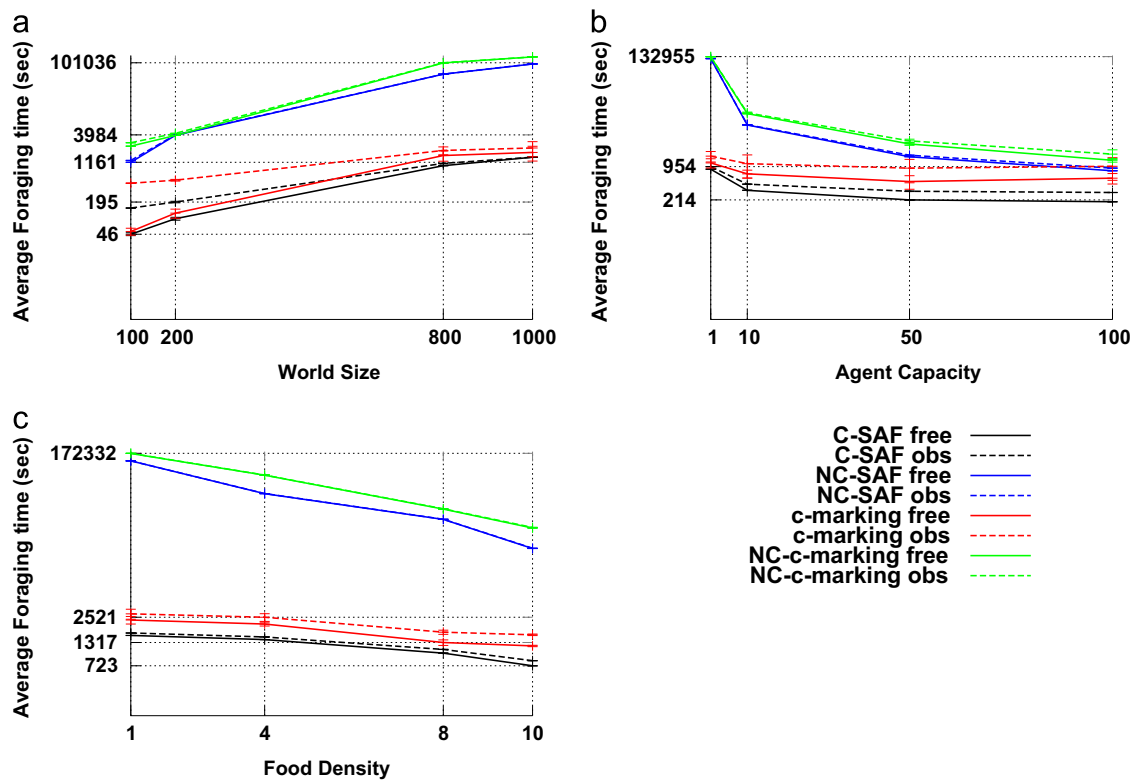 a
Average Foraging time (sec)
101036
3984
1161
195
46
100 200 800 1000
World Size
b
Average Foraging time (sec)
132955
954
214
1 10 50 100
Agent Capacity
c
Average Foraging time (sec)
172332
2521
1317
723
1 4 8 10
Food Density
C-SAF free
C-SAF obs
NC-SAF free
NC-SAF obs
c-marking free
c-marking obs
NC-c-marking free
NC-c-marking obs